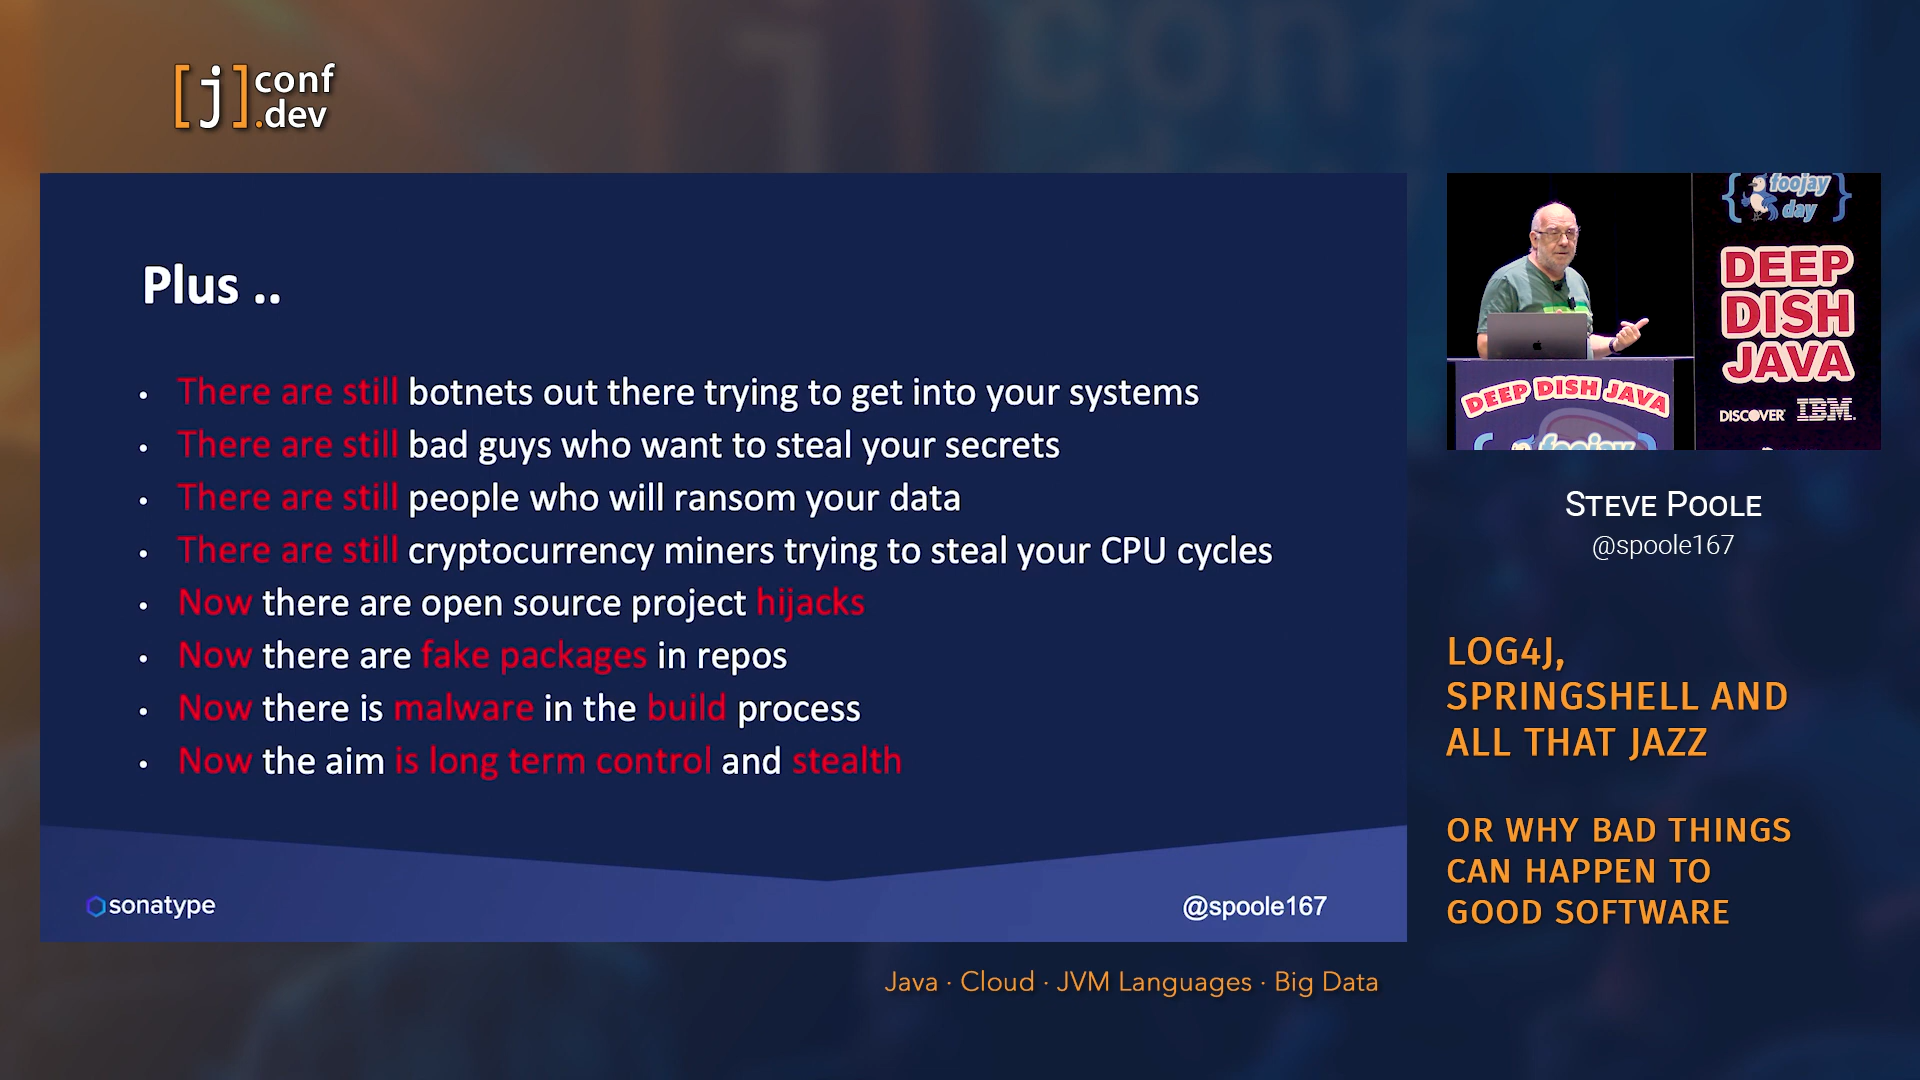 [j] conf
.dev
Plus ..
• There are still botnets out there trying to get into your systems
• There are still bad guys who want to steal your secrets
• There are still people who will ransom your data
• There are still cryptocurrency miners trying to steal your CPU cycles
• Now there are open source project hijacks
• Now there are fake packages in repos
• Now there is malware in the build process
• Now the aim is long term control and stealth
sonatype
@spoole167
{foojay
day}
DEEP
DISH
JAVA
DISCOVER IBM.
DEEP DISH JAVA
{foojay}
STEVE POOLE
@spoole167
LOG4J,
SPRINGSHELL AND
ALL THAT JAZZ
OR WHY BAD THINGS
CAN HAPPEN TO
GOOD SOFTWARE
Java · Cloud · JVM Languages · Big Data